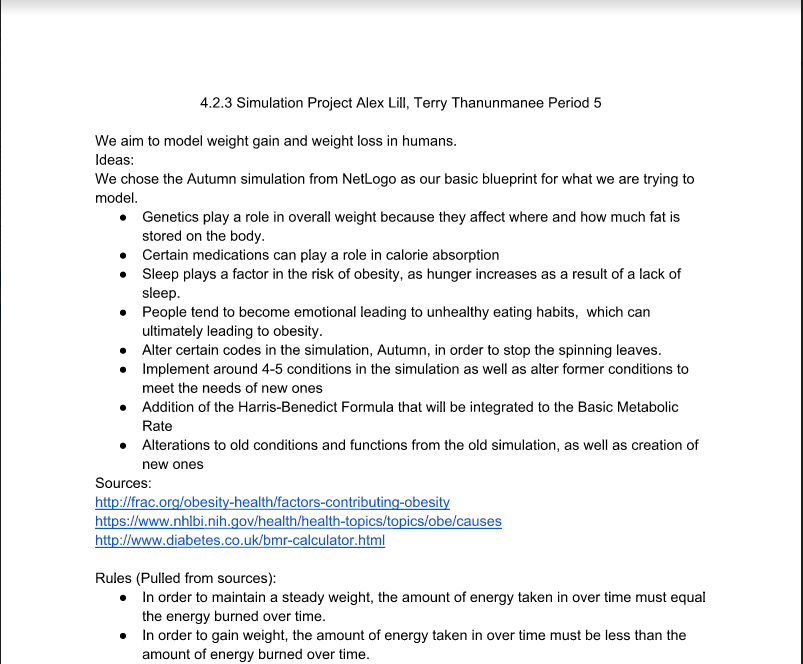 4.2.3 Simulation Project Alex Lill, Terry Thanunmanee Period 5
We aim to model weight gain and weight loss in humans.
Ideas:
We chose the Autumn simulation from NetLogo as our basic blueprint for what we are trying to
model.
● Genetics play a role in overall weight because they affect where and how much fat is
stored on the body.
● Certain medications can play a role in calorie absorption
● Sleep plays a factor in the risk of obesity, as hunger increases as a result of a lack of
sleep.
● People tend to become emotional leading to unhealthy eating habits,  which can
ultimately leading to obesity.
● Alter certain codes in the simulation, Autumn, in order to stop the spinning leaves.
● Implement around 4-5 conditions in the simulation as well as alter former conditions to
meet the needs of new ones
● Addition of the Harris-Benedict Formula that will be integrated to the Basic Metabolic
Rate
● Alterations to old conditions and functions from the old simulation, as well as creation of
new ones
Sources:
http://frac.org/obesity-health/factors-contributing-obesity
https://www.nhlbi.nih.gov/health/health-topics/topics/obe/causes
http://www.diabetes.co.uk/bmr-calculator.html
Rules (Pulled from sources):
● In order to maintain a steady weight, the amount of energy taken in over time must equal
the energy burned over time.
● In order to gain weight, the amount of energy taken in over time must be less than the
amount of energy burned over time.